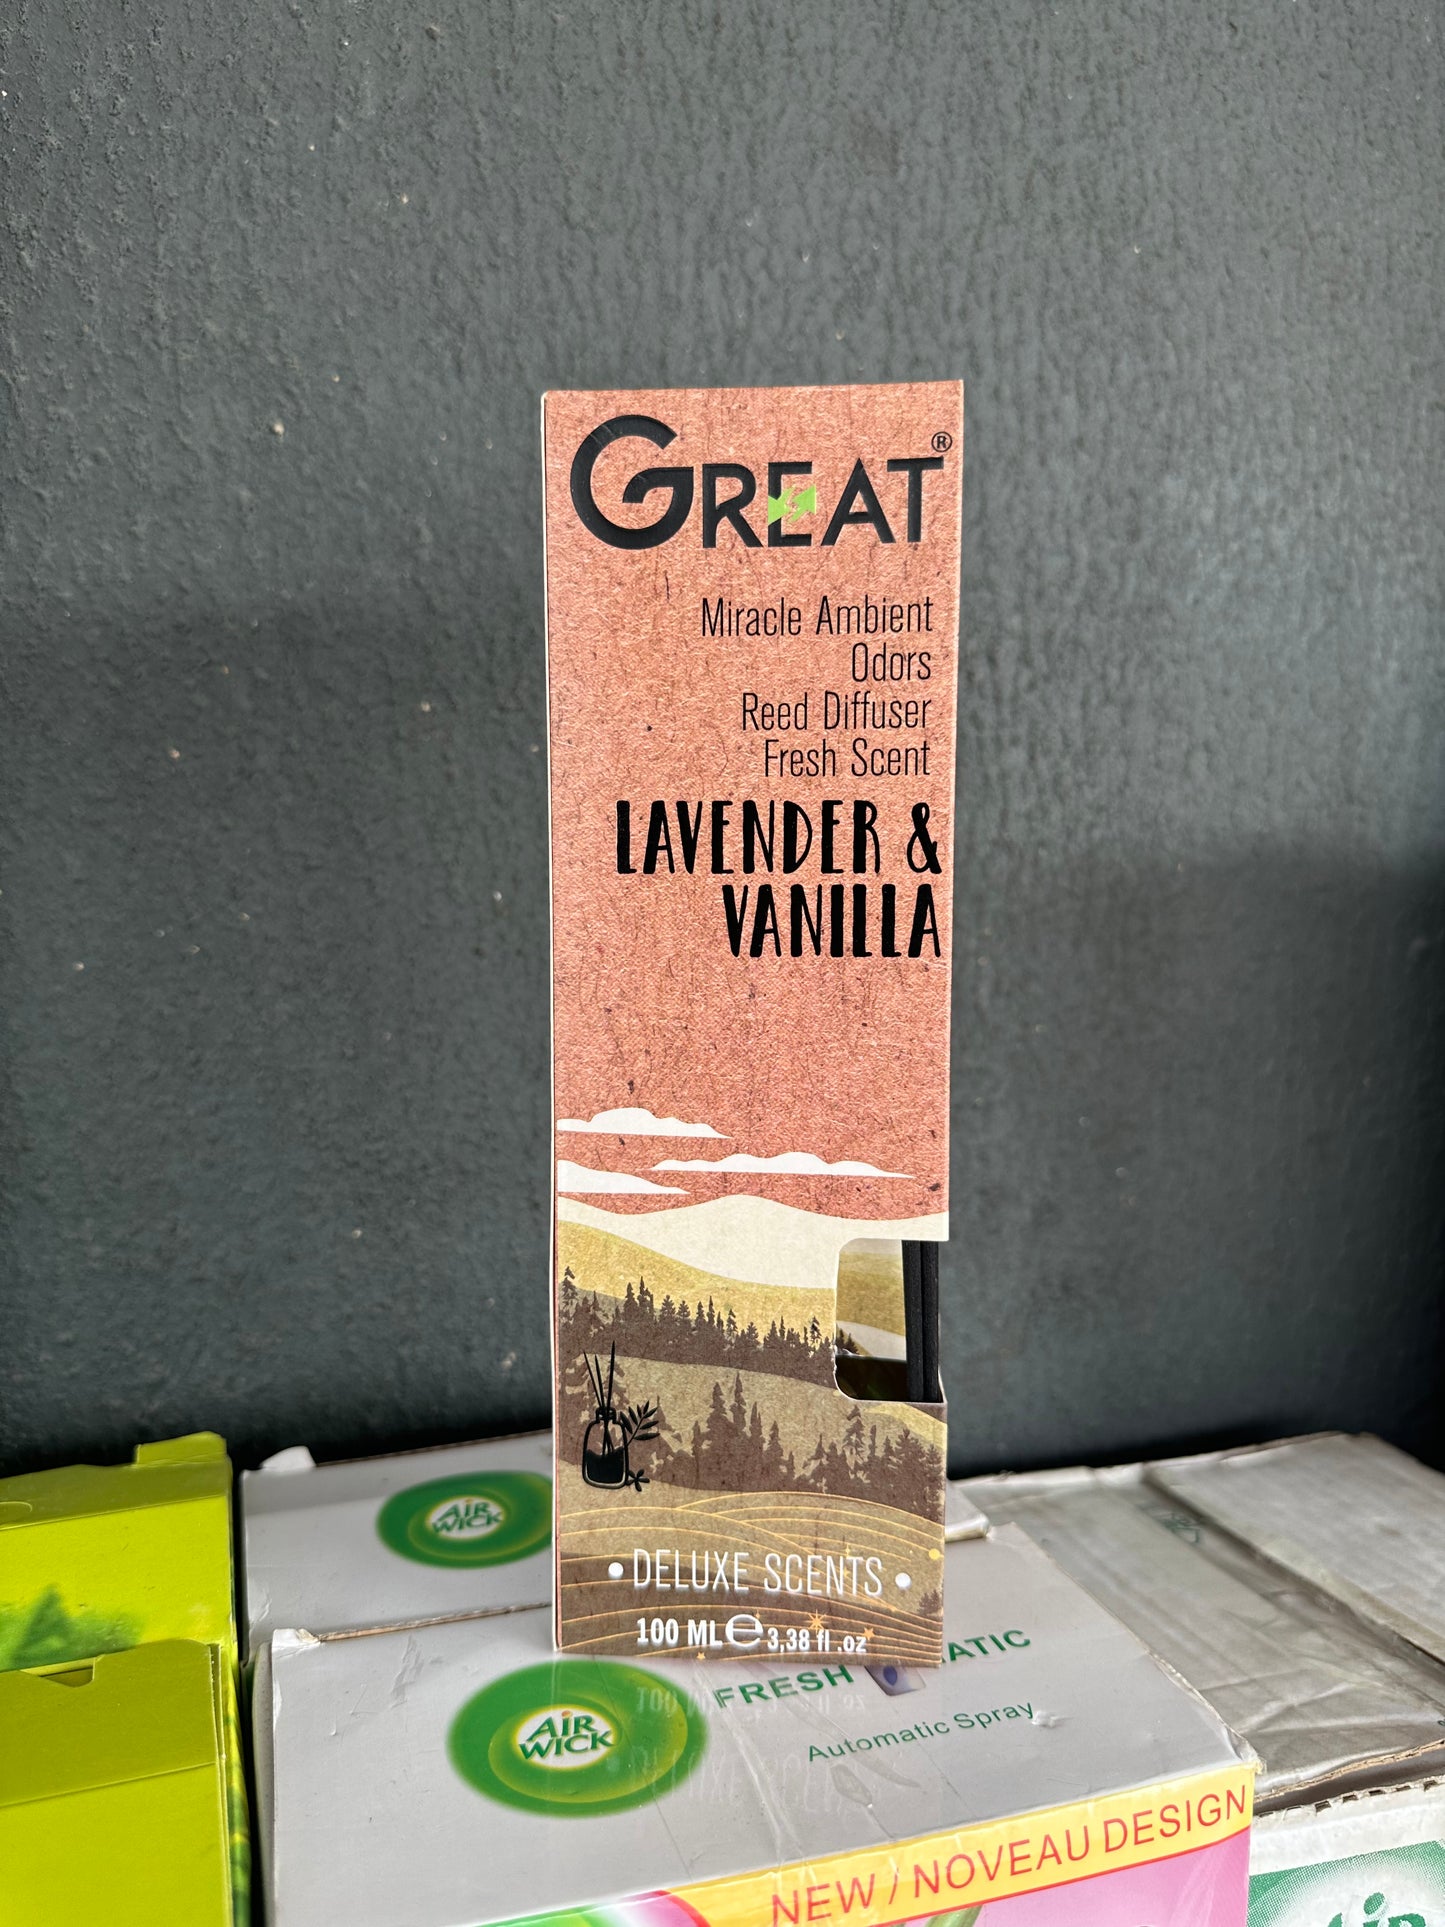 GREAT®
Miracle Ambient
Odors
Reed Diffuser
Fresh Scent
LAVENDER &
VANILLA
• DELUXE SCENTS •
100 ML ℮ 3,38 fl .oz
AIR
WICK
AIR
WICK
FRESH MATIC
Automatic Spray
NEW / NOVEAU DESIGN